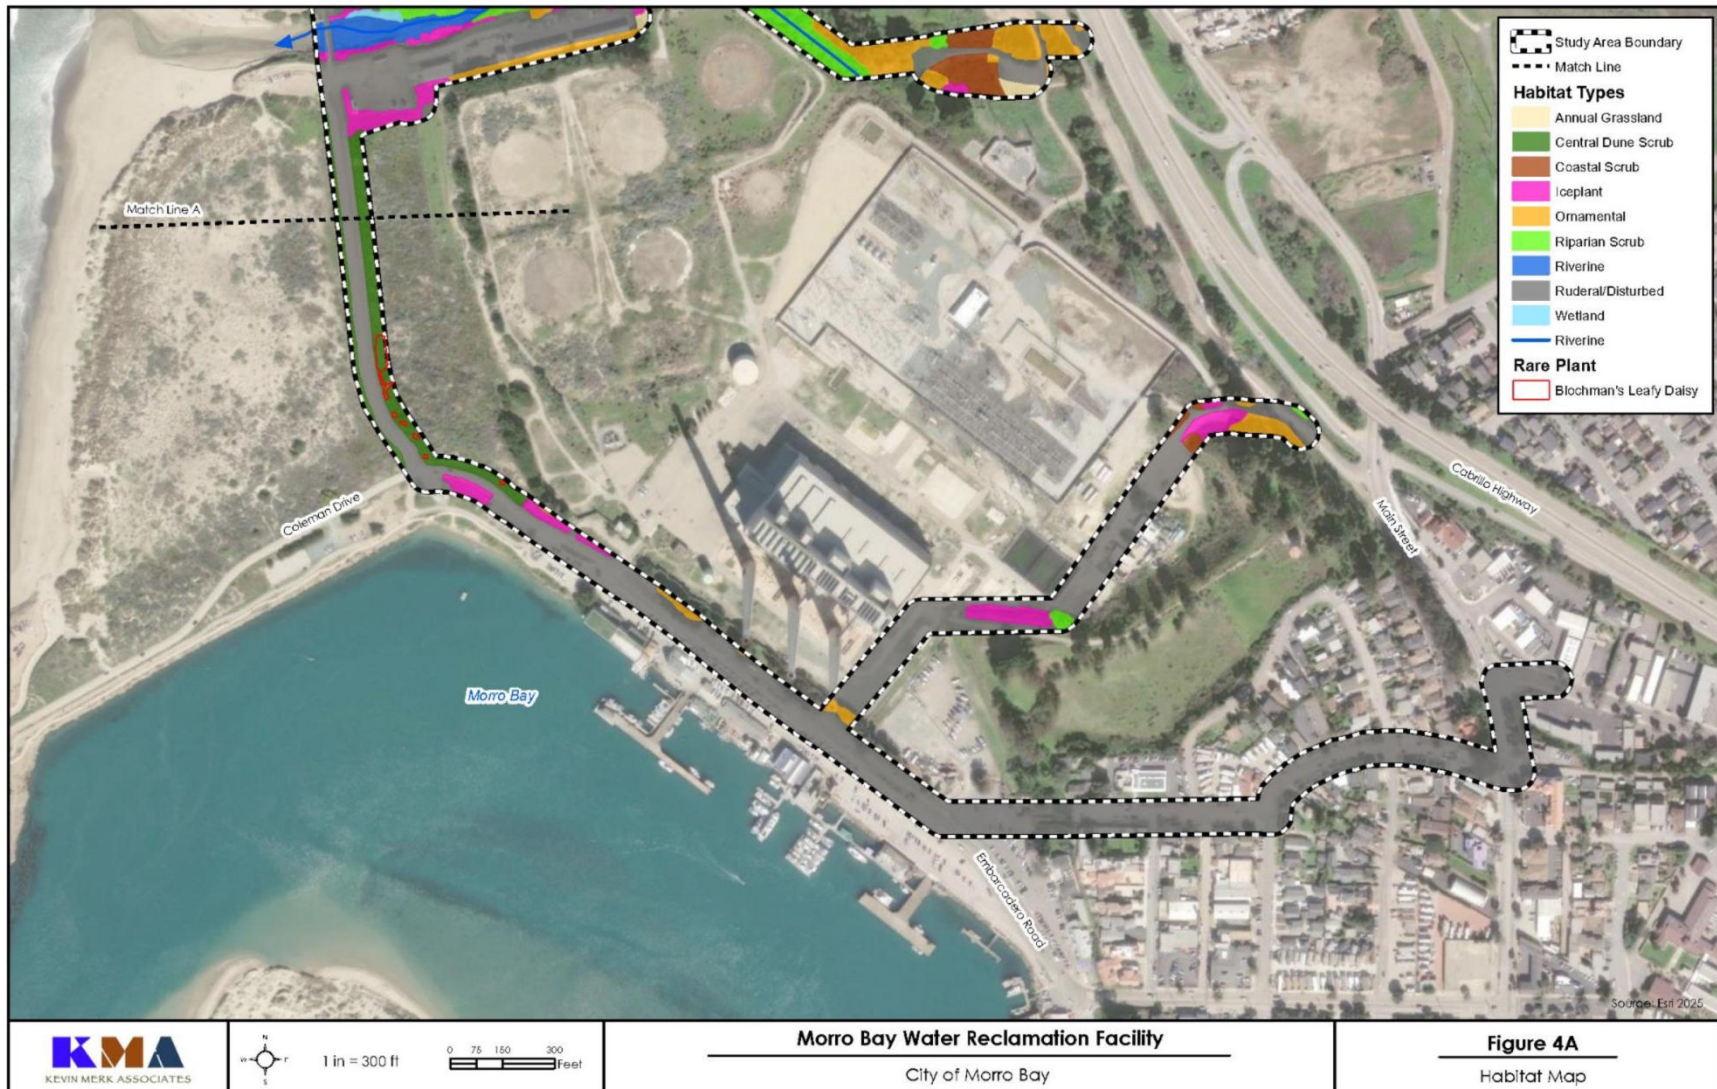 Study Area Boundary
Match Line
Habitat Types
Annual Grassland
Central Dune Scrub
Coastal Scrub
Iceplant
Ornamental
Riparian Scrub
Riverine
Ruderal/Disturbed
Wetland
Riverine
Rare Plant
Blochman's Leafy Daisy
Match Line A
Coleman Drive
Cabrillo Highway
Main Street
Morro Bay
Embarcadero Road
Source: Esri 2025
KMA
KEVIN MERK ASSOCIATES
N
W
S
1 in = 300 ft
0 75 150 300
Feet
Morro Bay Water Reclamation Facility
City of Morro Bay
Figure 4A
Habitat Map